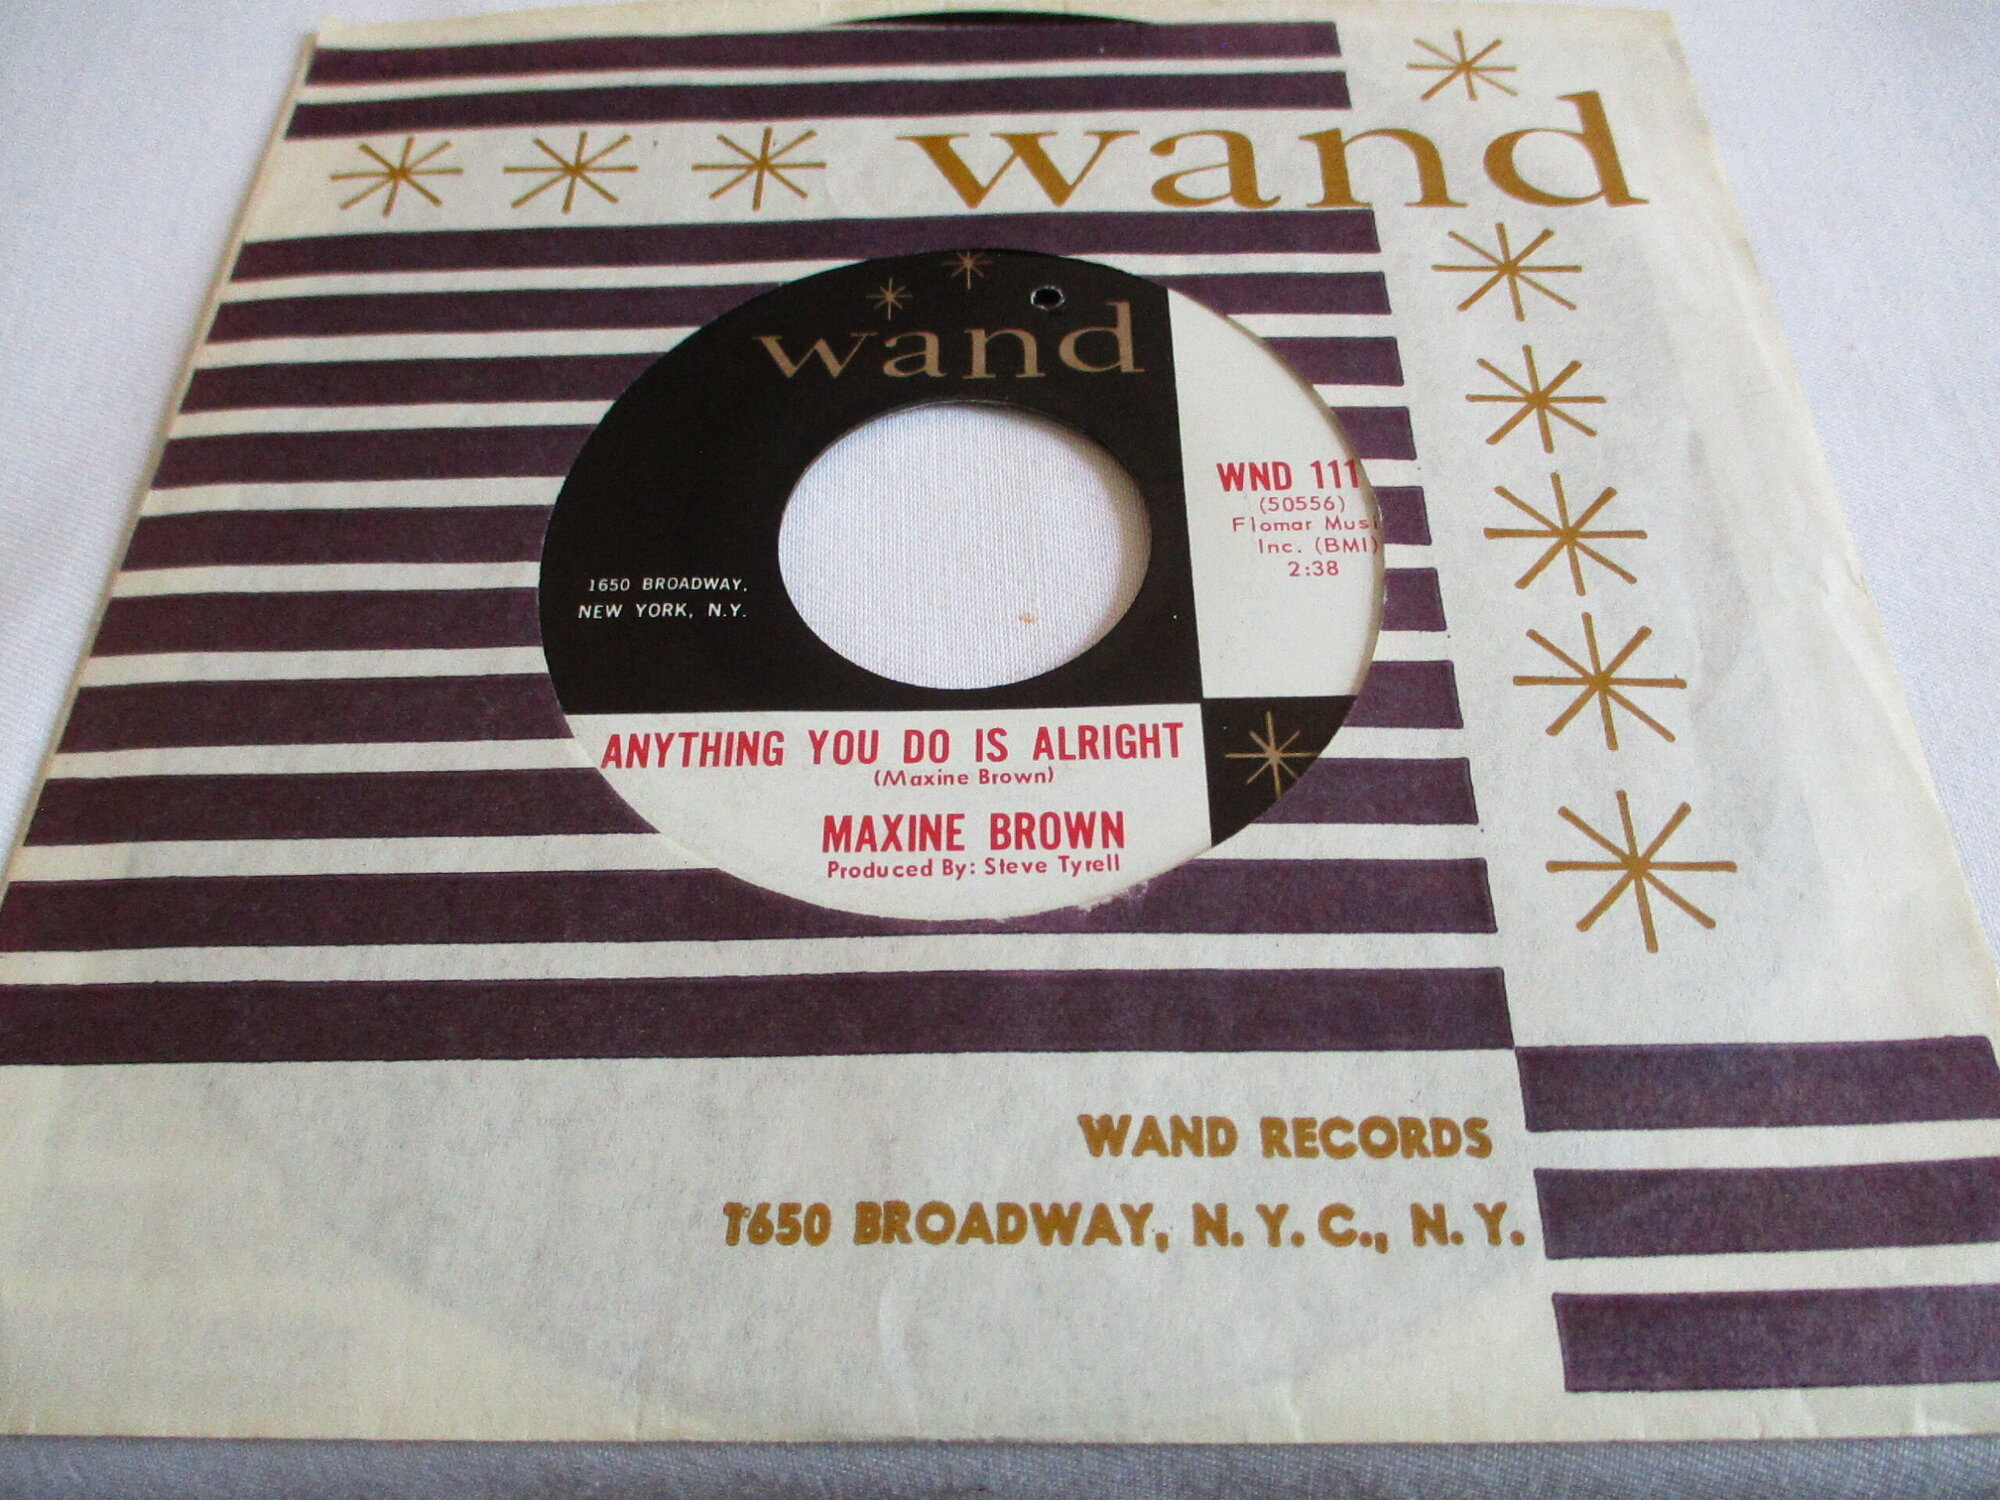 wand
wand
1650 BROADWAY.
NEW YORK, N.Y.
WND 111
(50556)
Flomar Musi
Inc. (BMI)
2:38
ANYTHING YOU DO IS ALRIGHT
(Maxine Brown)
MAXINE BROWN
Produced By: Steve Tyrell
WAND RECORDS
1650 BROADWAY, N. Y. C., N. Y.